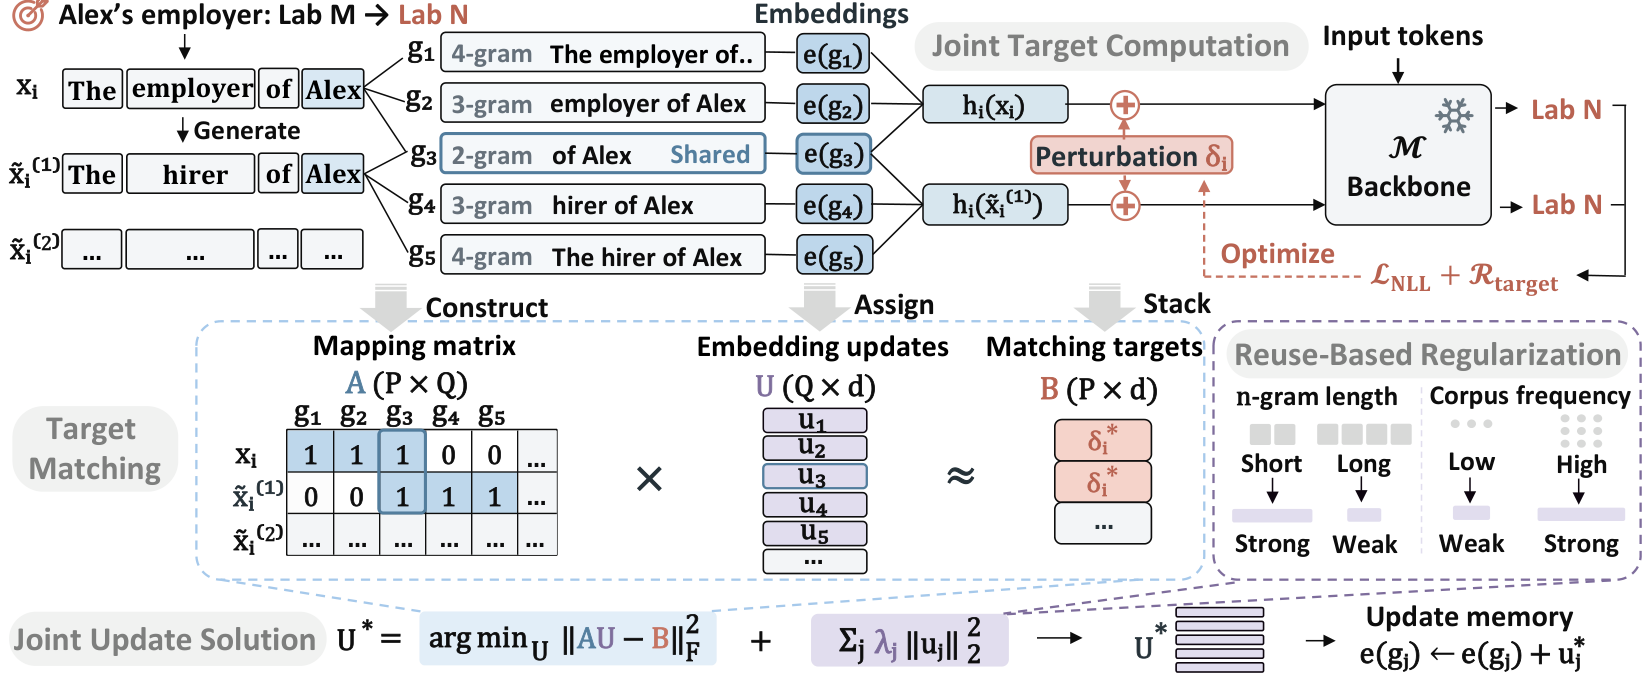 Alex's employer: Lab M → Lab N
Embeddings
Joint Target Computation
Input tokens
xᵢ The employer of Alex
Generate
x̃ᵢ⁽¹⁾ The hirer of Alex
x̃ᵢ⁽²⁾ ... ... ... ...
g₁ 4-gram The employer of.. e(g₁)
g₂ 3-gram employer of Alex e(g₂)
g₃ 2-gram of Alex Shared e(g₃)
g₄ 3-gram hirer of Alex e(g₄)
g₅ 4-gram The hirer of Alex e(g₅)
hᵢ(xᵢ)
Perturbation δᵢ
hᵢ(x̃ᵢ⁽¹⁾)
ℳ
Backbone
Lab N
Lab N
Optimize
ℒ_NLL + ℛ_target
Construct
Assign
Stack
Target
Matching
Mapping matrix
A (P × Q)
g₁ g₂ g₃ g₄ g₅
xᵢ 1 1 1 0 0 ...
x̃ᵢ⁽¹⁾ 0 0 1 1 1 ...
x̃ᵢ⁽²⁾ ... ... ... ... ... ...
×
Embedding updates
U (Q × d)
u₁
u₂
u₃
u₄
u₅
...
≈
Matching targets
B (P × d)
δᵢ*
δᵢ*
...
Reuse-Based Regularization
n-gram length
Short Long
Strong Weak
Corpus frequency
Low High
Weak Strong
Joint Update Solution
U* = arg min_U ‖AU − B‖²_F + Σⱼ λⱼ ‖uⱼ‖²₂
U*
Update memory
e(gⱼ) ← e(gⱼ) + uⱼ*